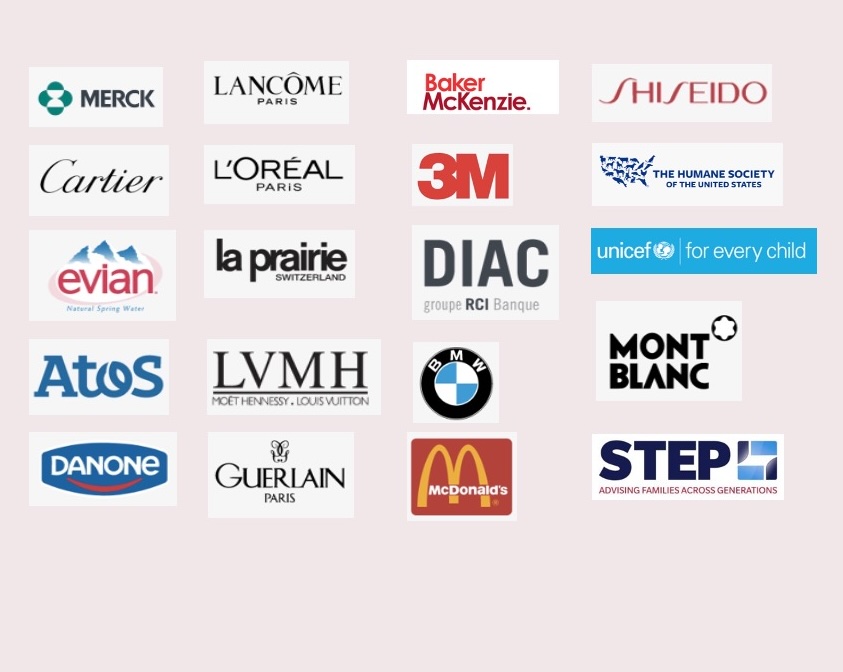 MERCK
LANCÔME
PARIS
Baker
McKenzie.
SHISEIDO
Cartier
L'ORÉAL
PARiS
3M
THE HUMANE SOCIETY
OF THE UNITED STATES
evian.
Natural Spring Water
la prairie
SWITZERLAND
DIAC
groupe RCI Banque
unicef for every child
Atos
LVMH
MOËT HENNESSY . LOUIS VUITTON
BMW
MONT
BLANC
DANONE
GUERLAIN
PARIS
McDonald's
STEP
ADVISING FAMILIES ACROSS GENERATIONS